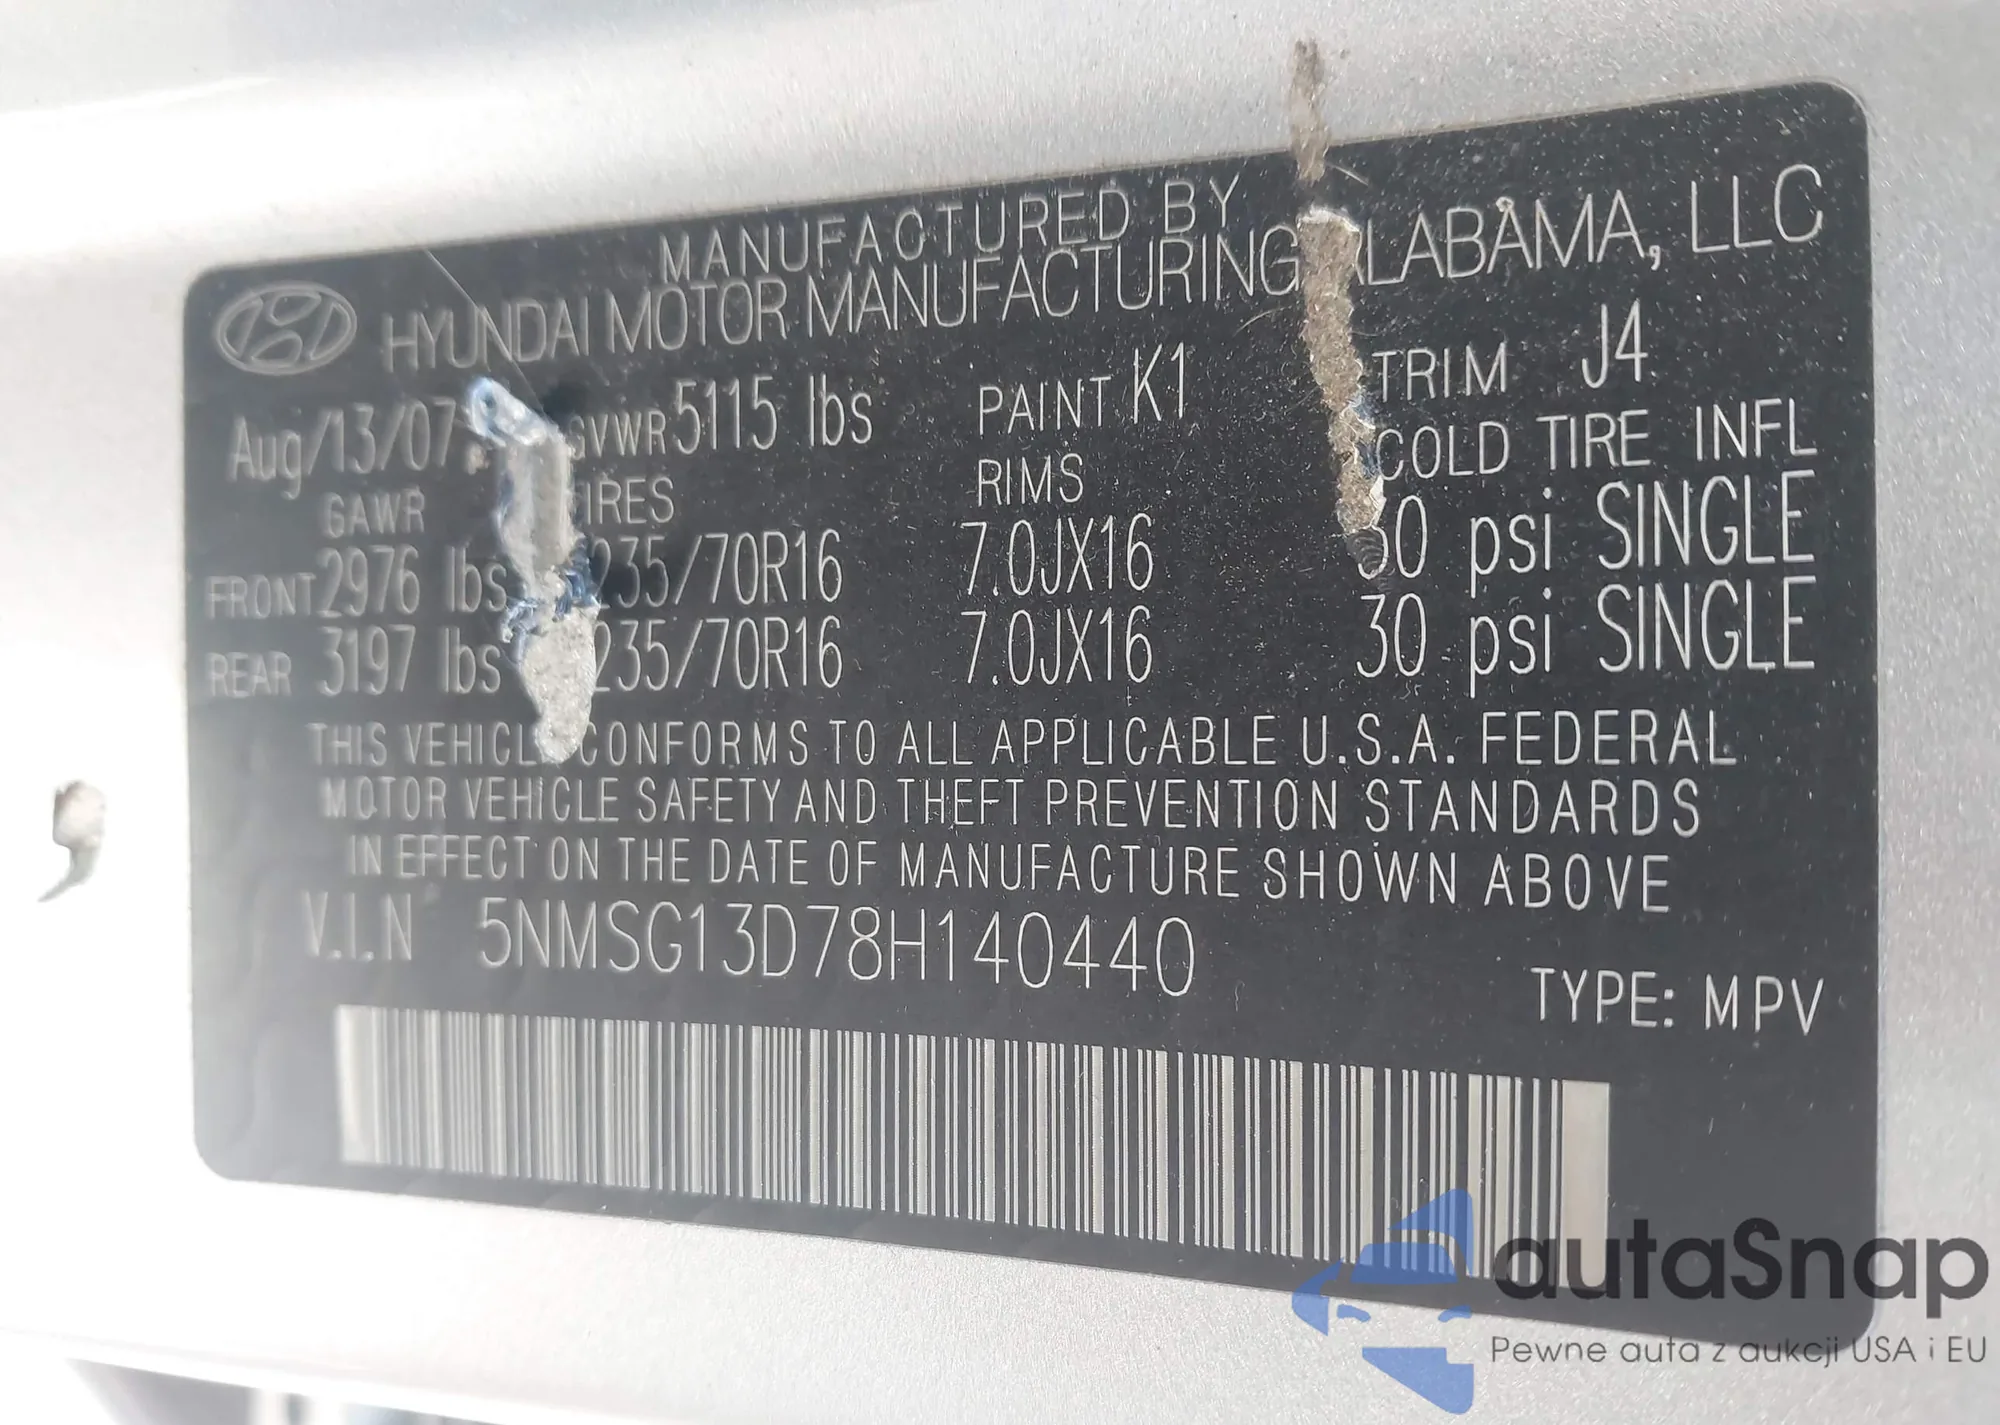 MANUFACTURED BY
HYUNDAI MOTOR MANUFACTURING ALABAMA, LLC
Aug/13/07 GVWR 5115 lbs PAINT K1 TRIM J4
GAWR TIRES RIMS COLD TIRE INFL
FRONT 2976 lbs 235/70R16 7.0JX16 30 psi SINGLE
REAR 3197 lbs 235/70R16 7.0JX16 30 psi SINGLE
THIS VEHICLE CONFORMS TO ALL APPLICABLE U.S.A. FEDERAL
MOTOR VEHICLE SAFETY AND THEFT PREVENTION STANDARDS
IN EFFECT ON THE DATE OF MANUFACTURE SHOWN ABOVE
V.I.N 5NMSG13D78H140440
TYPE: MPV
autaSnap
Pewne auta z aukcji USA i EU